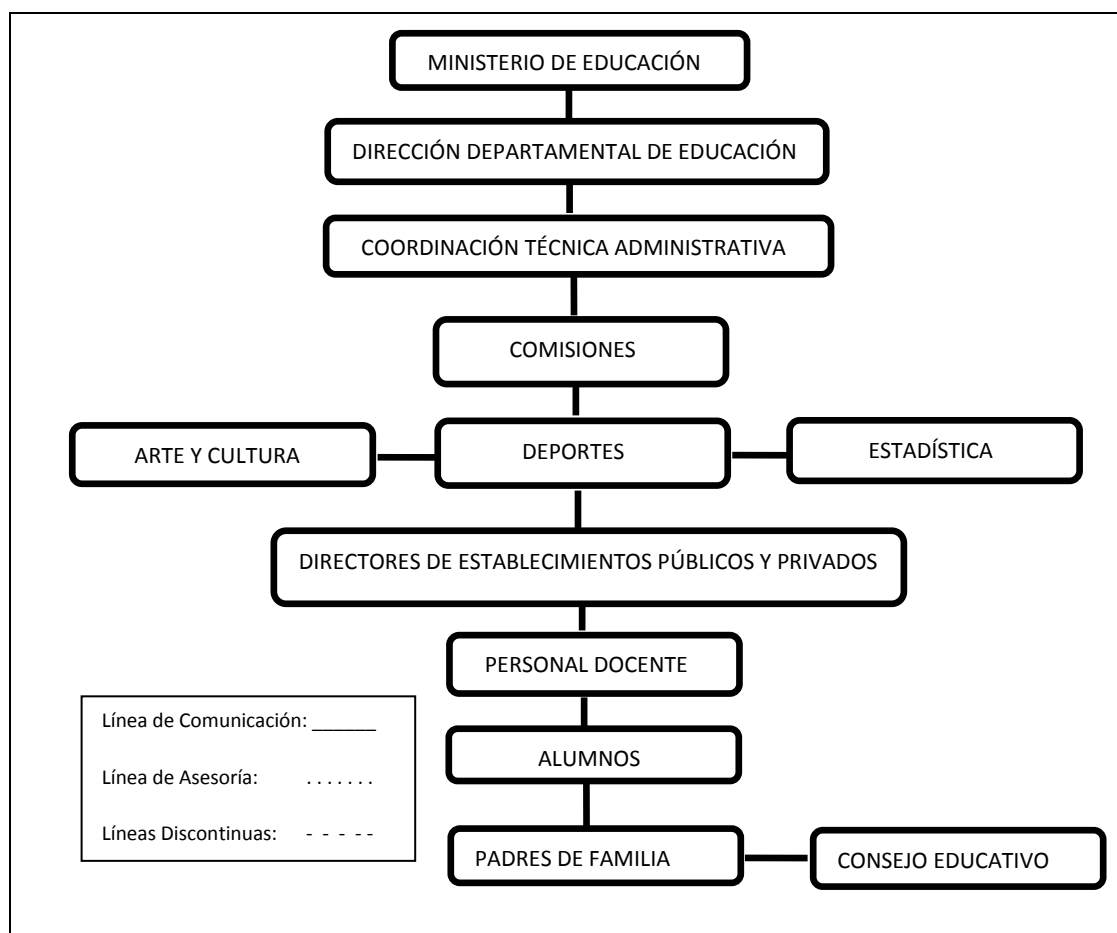 MINISTERIO DE EDUCACIÓN
DIRECCIÓN DEPARTAMENTAL DE EDUCACIÓN
COORDINACIÓN TÉCNICA ADMINISTRATIVA
COMISIONES
ARTE Y CULTURA
DEPORTES
ESTADÍSTICA
DIRECTORES DE ESTABLECIMIENTOS PÚBLICOS Y PRIVADOS
PERSONAL DOCENTE
Línea de Comunicación: ______
Línea de Asesoría: . . . . . . .
Líneas Discontinuas: - - - - -
ALUMNOS
PADRES DE FAMILIA
CONSEJO EDUCATIVO